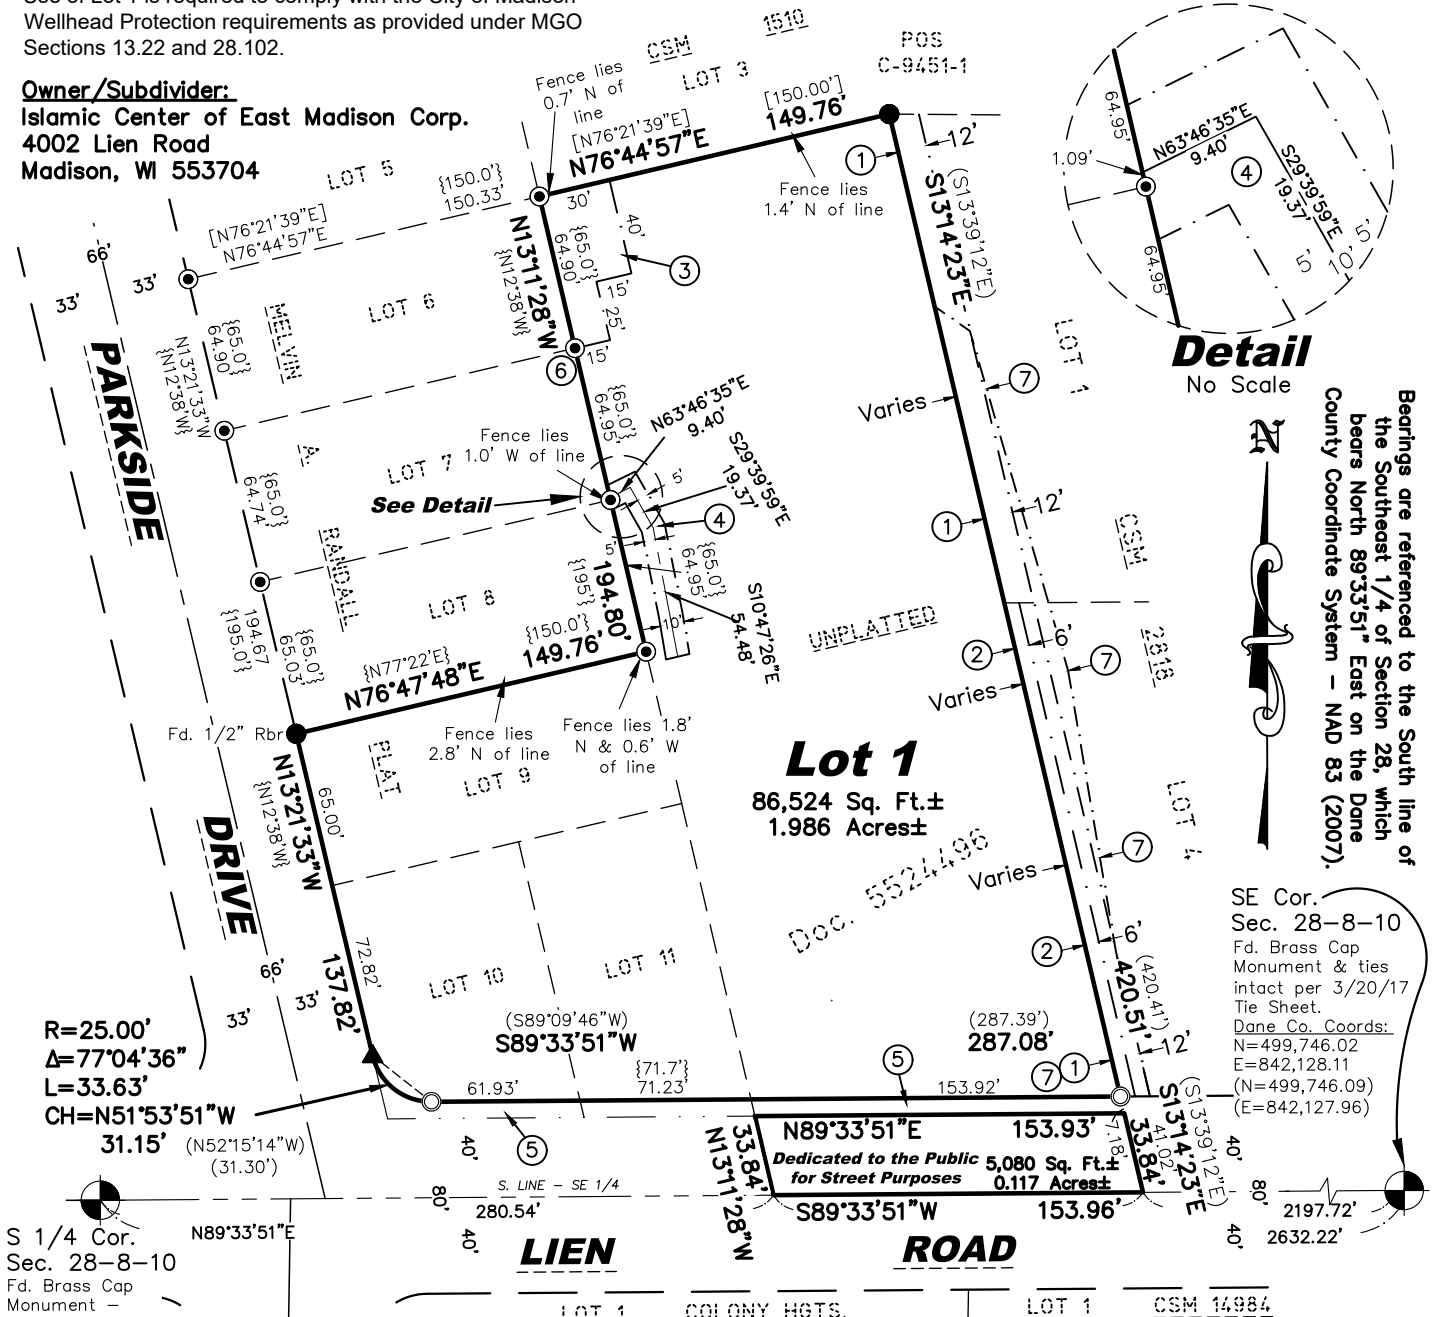 Wellhead Protection requirements as provided under MGO
Sections 13.22 and 28.102.
Owner/Subdivider:
Islamic Center of East Madison Corp.
4002 Lien Road
Madison, WI 553704
CSM 1510
LOT 3
POS
C-9451-1
Fence lies
0.7' N of
line
[N76°21'39"E]
N76°44'57"E
[150.00']
149.76'
1
12'
Fence lies
1.4' N of line
S13°14'23"E
(S13°39'12"E)
LOT 5
{150.0'}
150.33'
[N76°21'39"E]
N76°44'57"E
30'
40'
3
15'
25'
15'
N13°11'28"W
{N12°38'W}
{65.0'}
64.90'
6
66'
33'
33'
MELVIN
A.
RANDALL
PLAT
LOT 6
{65.0'}
64.90'
N13°21'33"W
{N12°38'W}
PARKSIDE
DRIVE
{65.0'}
64.95'
N63°46'35"E
9.40'
S29°39'59"E
19.37'
Fence lies
1.0' W of line
LOT 7
See Detail
5'
4
5'
{65.0'}
64.74'
{65.0'}
64.95'
{195'}
194.80'
S10°47'26"E
54.48'
10'
LOT 8
{150.0'}
149.76'
{N77°22'E}
N76°47'48"E
194.67
{195.0'}
{65.0'}
65.03'
Fd. 1/2" Rbr
Fence lies
2.8' N of line
Fence lies 1.8'
N & 0.6' W
of line
LOT 9
N13°21'33"W
{N12°38'W}
65.00'
72.82'
137.82'
LOT 10
LOT 11
66'
33'
33'
UNPLATTED
Lot 1
86,524 Sq. Ft.±
1.986 Acres±
Doc. 5524496
Varies
7
1
12'
LOT 1
CSM
2818
LOT 4
2
6'
7
Varies
7
Varies
2
6'
420.51'
(420.41')
12'
7
1
64.95'
N63°46'35"E
9.40'
1.09'
4
S29°39'59"E
19.37'
64.95'
5'
10'
5'
Detail
No Scale
Bearings are referenced to the South line of
the Southeast 1/4 of Section 28, which
bears North 89°33'51" East on the Dane
County Coordinate System - NAD 83 (2007).
N
SE Cor.
Sec. 28-8-10
Fd. Brass Cap
Monument & ties
intact per 3/20/17
Tie Sheet.
Dane Co. Coords:
N=499,746.02
E=842,128.11
(N=499,746.09)
(E=842,127.96)
R=25.00'
Δ=77°04'36"
L=33.63'
CH=N51°53'51"W
31.15'
(N52°15'14"W)
(31.30')
(S89°09'46"W)
S89°33'51"W
(287.39')
287.08'
61.93'
{71.7'}
71.23'
153.92'
5
5
N89°33'51"E
153.93'
Dedicated to the Public
for Street Purposes
5,080 Sq. Ft.±
0.117 Acres±
33.84'
N13°11'28"W
7.18'
33.84'
41.02'
S13°14'23"E
(S13°39'12"E)
S89°33'51"W
153.96'
40'
80'
40'
S. LINE - SE 1/4
280.54'
40'
80'
40'
2197.72'
2632.22'
N89°33'51"E
S 1/4 Cor.
Sec. 28-8-10
Fd. Brass Cap
Monument -
LIEN
ROAD
LOT 1
COLONY HGTS.
LOT 1
CSM 14984